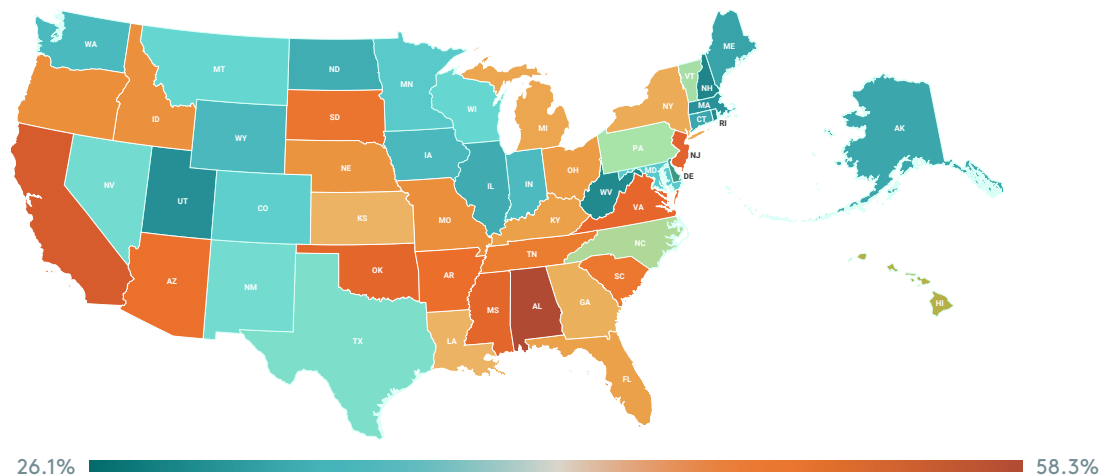 ME
WA
VT
NH
MT
ND
MN
NY
MA
WI
CT
RI
ID
SD
MI
AK
WY
PA
NJ
IA
NE
OH
MD
DE
NV
UT
IL
IN
WV
CO
KS
MO
KY
VA
NC
TN
AZ
OK
AR
SC
NM
MS
AL
GA
HI
TX
LA
FL
26.1%
58.3%